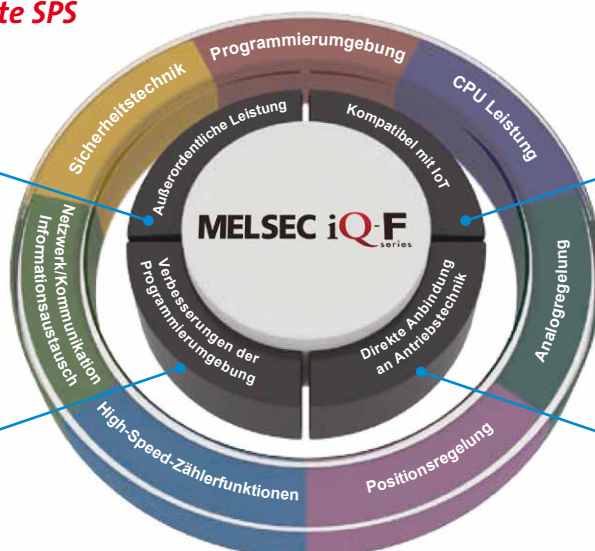 te SPS
Programmierumgebung
CPU Leistung
Sicherheitstechnik
Außerordentliche Leistung
Kompatibel mit IoT
MELSEC iQ-F
series
Netzwerk/Kommunikation
Informationsaustausch
Verbesserungen der
Programmierumgebung
Direkte Anbindung
an Antriebstechnik
Analogregelung
High-Speed-Zählerfunktionen
Positionsregelung